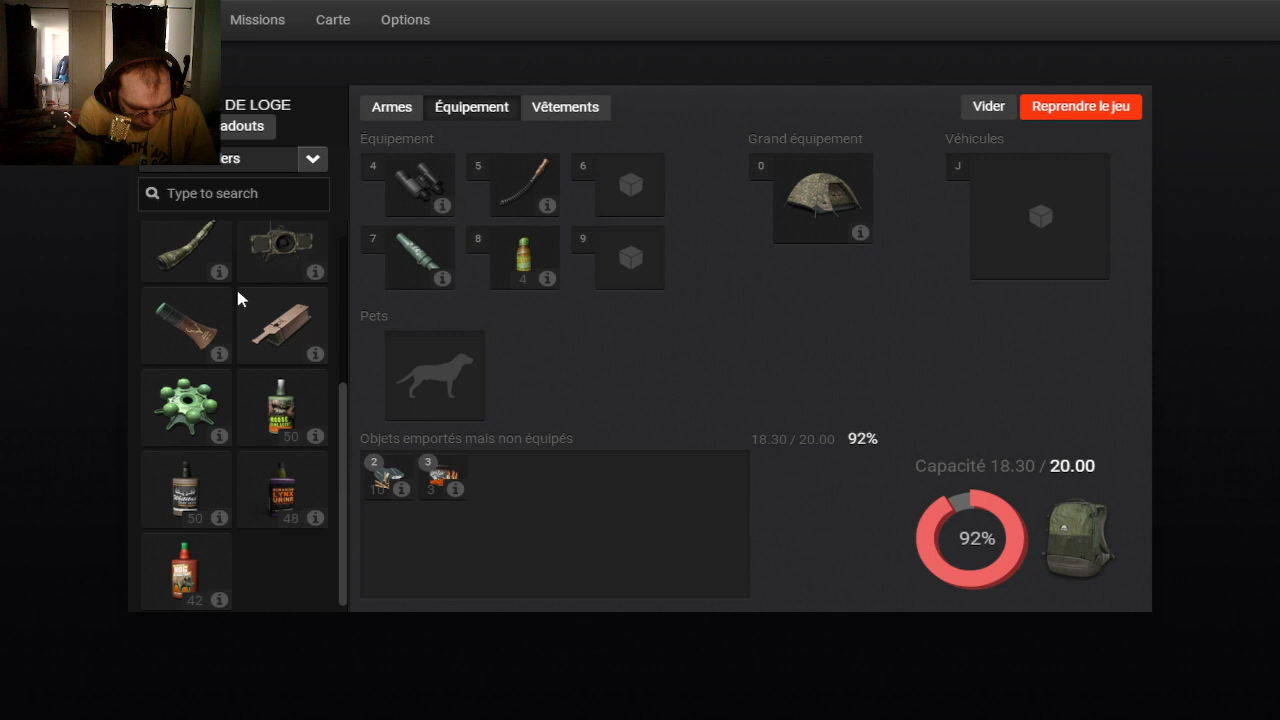 Missions Carte Options
DE LOGE
adouts
ers
Type to search
Armes Équipement Vêtements
Vider Reprendre le jeu
Équipement
Grand équipement
Véhicules
4 5 6
0
J
7 8 9
4
Pets
Objets emportés mais non équipés
18.30 / 20.00 92%
2 3
10 3
Capacité 18.30 / 20.00
92%
50
50
48
42